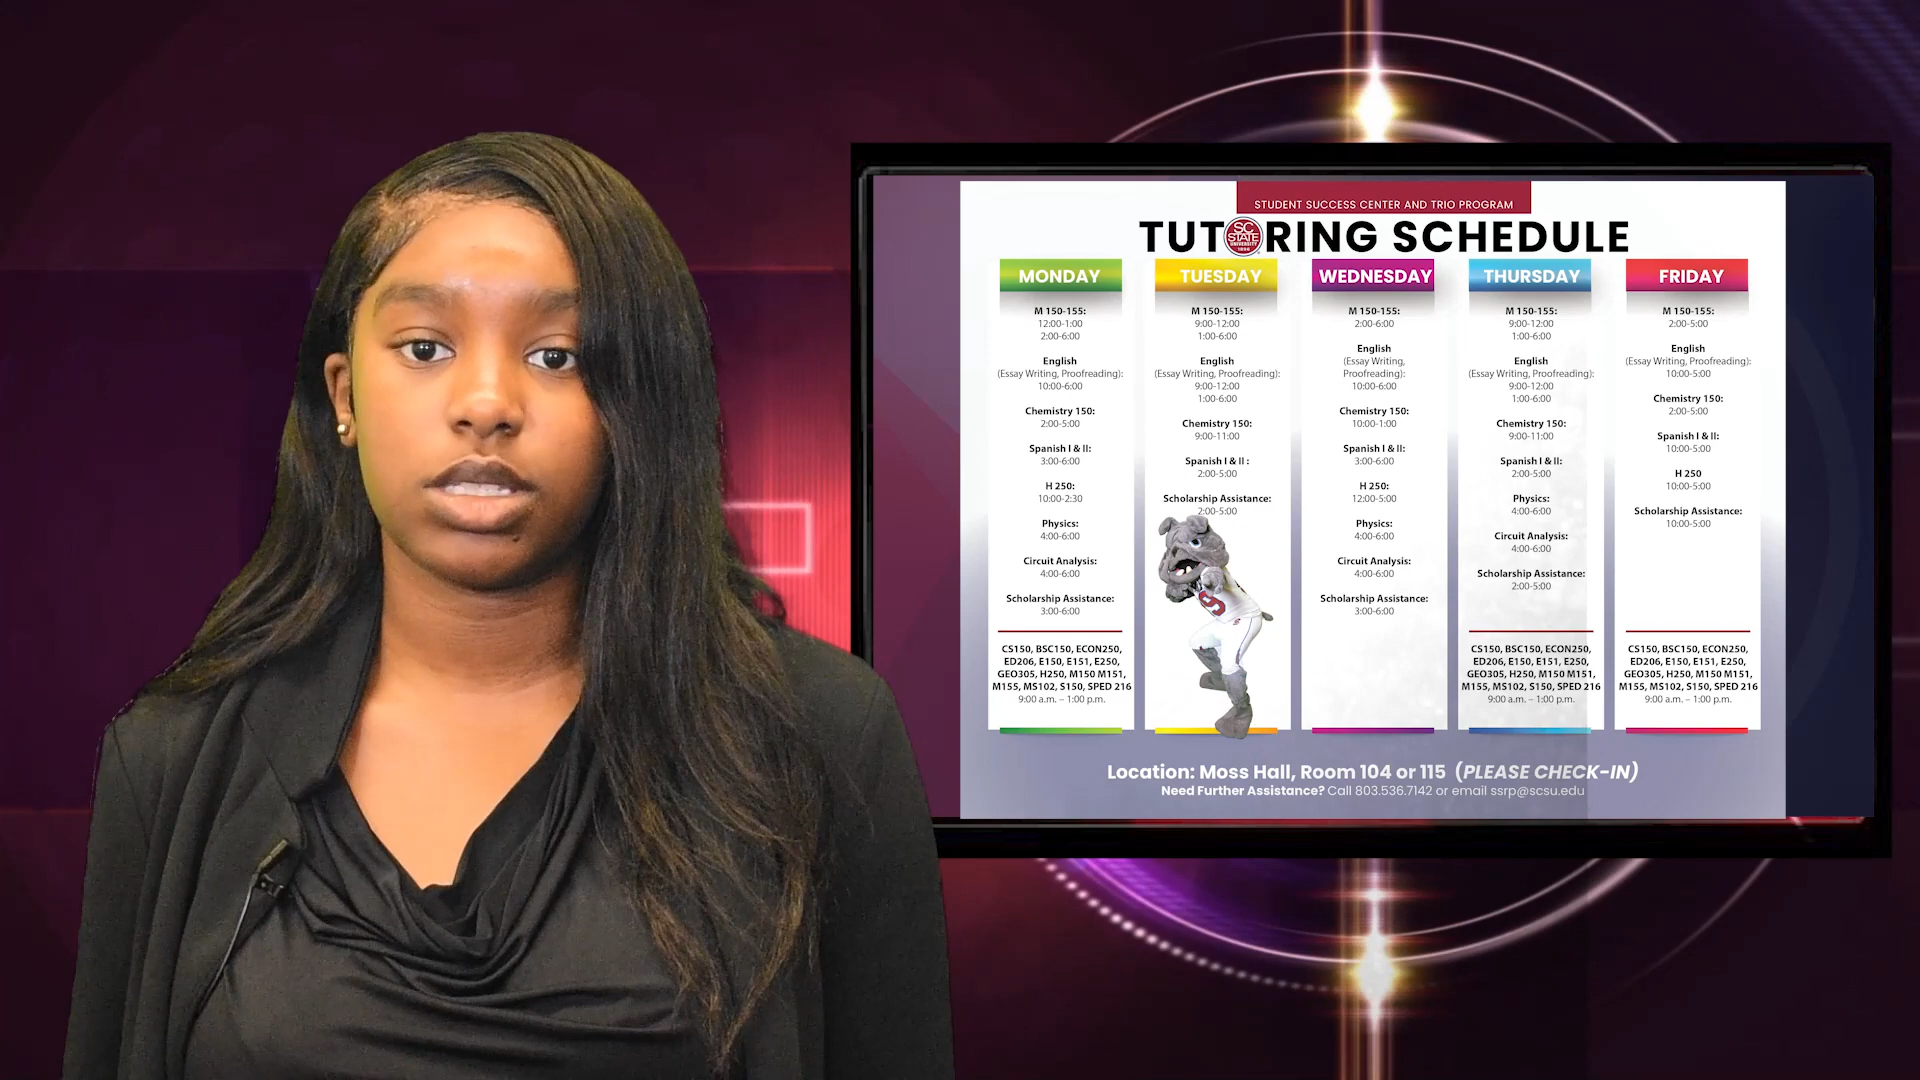 STUDENT SUCCESS CENTER AND TRIO PROGRAM
TUTORING SCHEDULE
SC
STATE
UNIVERSITY
1896
MONDAY
M 150-155:
12:00-1:00
2:00-6:00
English
(Essay Writing, Proofreading):
10:00-6:00
Chemistry 150:
2:00-5:00
Spanish I & II:
3:00-6:00
H 250:
10:00-2:30
Physics:
4:00-6:00
Circuit Analysis:
4:00-6:00
Scholarship Assistance:
3:00-6:00
CS150, BSC150, ECON250,
ED206, E150, E151, E250,
GEO305, H250, M150 M151,
M155, MS102, S150, SPED 216
9:00 a.m. – 1:00 p.m.
TUESDAY
M 150-155:
9:00-12:00
1:00-6:00
English
(Essay Writing, Proofreading):
9:00-12:00
1:00-6:00
Chemistry 150:
9:00-11:00
Spanish I & II :
2:00-5:00
Scholarship Assistance:
2:00-5:00
WEDNESDAY
M 150-155:
2:00-6:00
English
(Essay Writing,
Proofreading):
10:00-6:00
Chemistry 150:
10:00-1:00
Spanish I & II:
3:00-6:00
H 250:
12:00-5:00
Physics:
4:00-6:00
Circuit Analysis:
4:00-6:00
Scholarship Assistance:
3:00-6:00
THURSDAY
M 150-155:
9:00-12:00
1:00-6:00
English
(Essay Writing, Proofreading):
9:00-12:00
1:00-6:00
Chemistry 150:
9:00-11:00
Spanish I & II:
2:00-5:00
Physics:
4:00-6:00
Circuit Analysis:
4:00-6:00
Scholarship Assistance:
2:00-5:00
CS150, BSC150, ECON250,
ED206, E150, E151, E250,
GEO305, H250, M150 M151,
M155, MS102, S150, SPED 216
9:00 a.m. – 1:00 p.m.
FRIDAY
M 150-155:
2:00-5:00
English
(Essay Writing, Proofreading):
10:00-5:00
Chemistry 150:
2:00-5:00
Spanish I & II:
10:00-5:00
H 250
10:00-5:00
Scholarship Assistance:
10:00-5:00
CS150, BSC150, ECON250,
ED206, E150, E151, E250,
GEO305, H250, M150 M151,
M155, MS102, S150, SPED 216
9:00 a.m. – 1:00 p.m.
Location: Moss Hall, Room 104 or 115 (PLEASE CHECK-IN)
Need Further Assistance? Call 803.536.7142 or email ssrp@scsu.edu